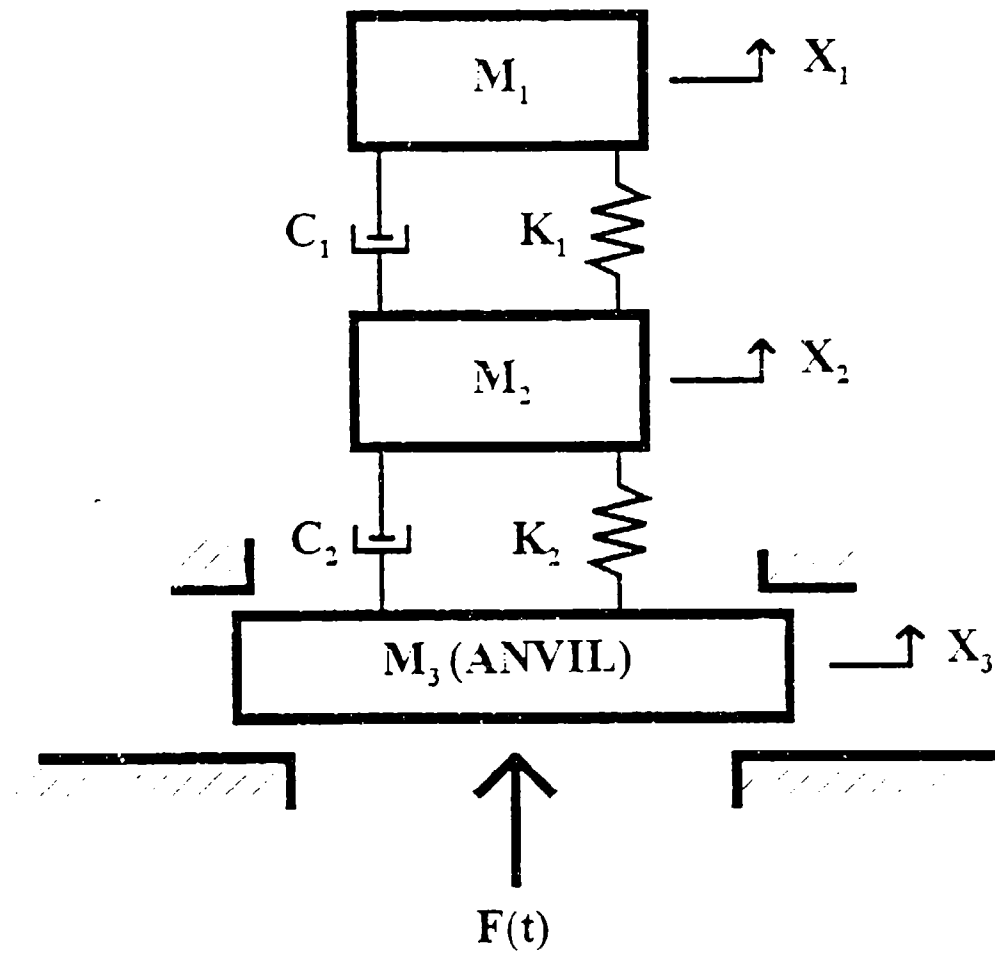 M₁
X₁
C₁
K₁
M₂
X₂
C₂
K₂
M₃ (ANVIL)
X₃
F(t)